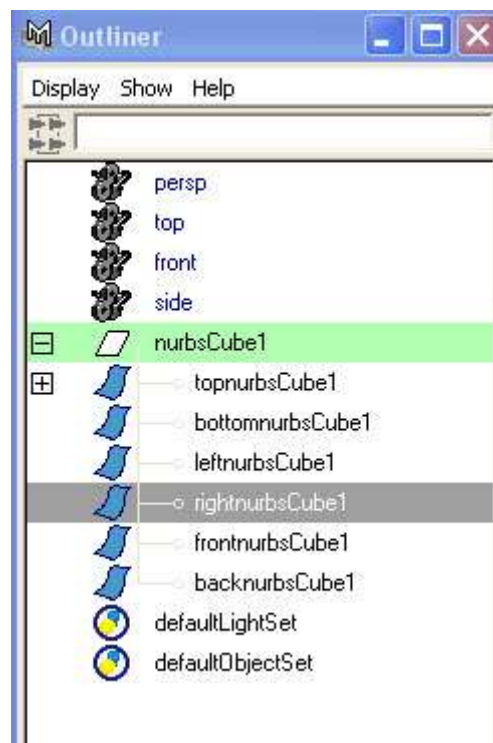 Outliner
Display Show Help
persp
top
front
side
nurbsCube1
topnurbsCube1
bottomnurbsCube1
leftnurbsCube1
rightnurbsCube1
frontnurbsCube1
backnurbsCube1
defaultLightSet
defaultObjectSet